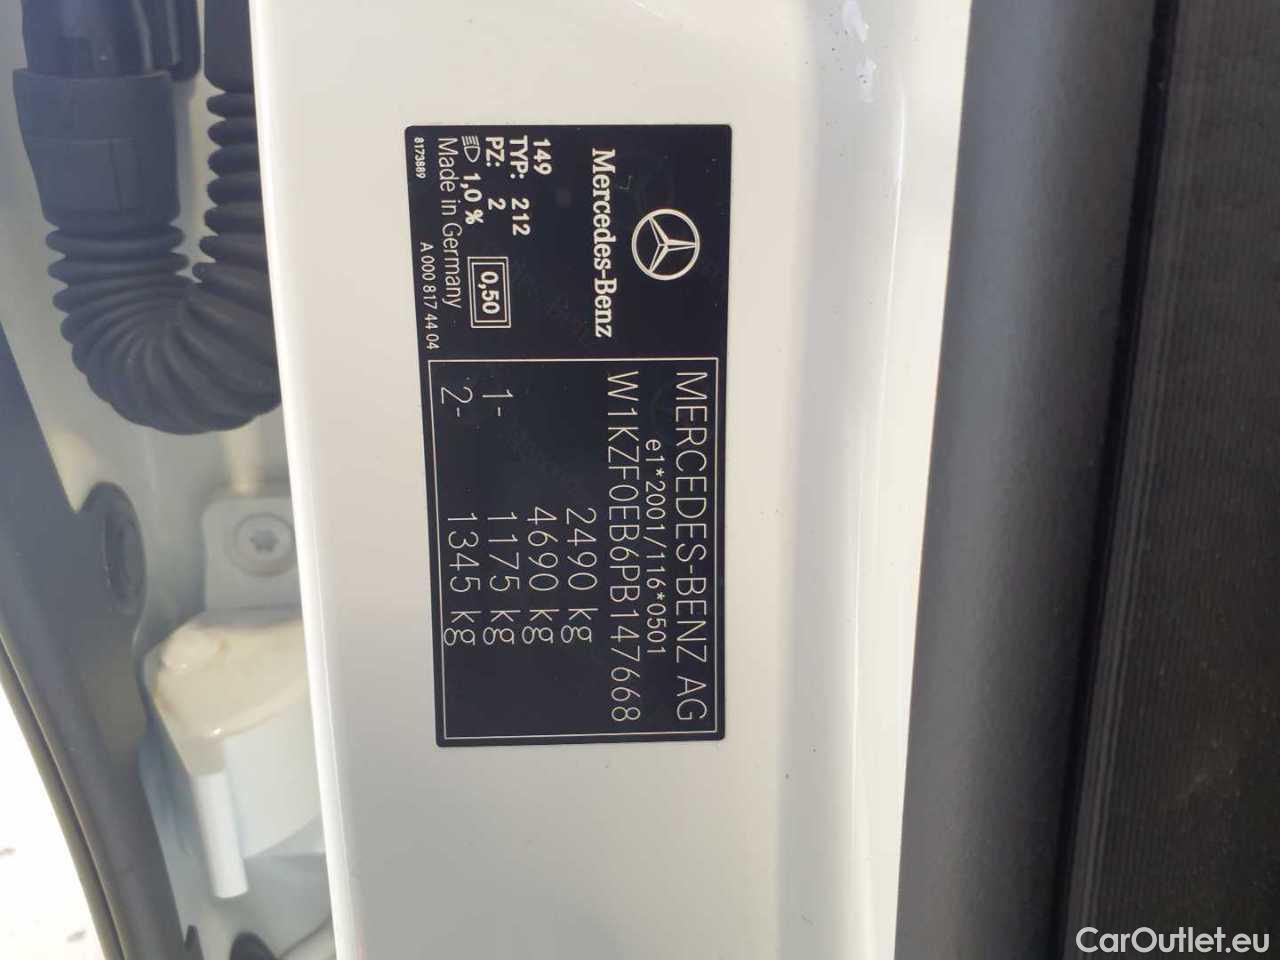 Mercedes-Benz
149
TYP: 212
PZ: 2
1,0 %
0,50
Made in Germany
A 000 817 44 04
8173889
MERCEDES-BENZ AG
e1*2001/116*0501
W1KZF0EB6PB147668
2490 kg
4690 kg
1- 1175 kg
2- 1345 kg
CarOutlet.eu